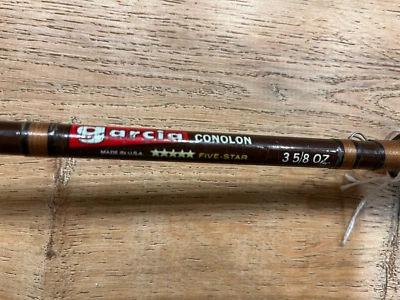 garcia CONOLON
MADE IN U.S.A. ★★★★★ FIVE-STAR
3 5/8 OZ.